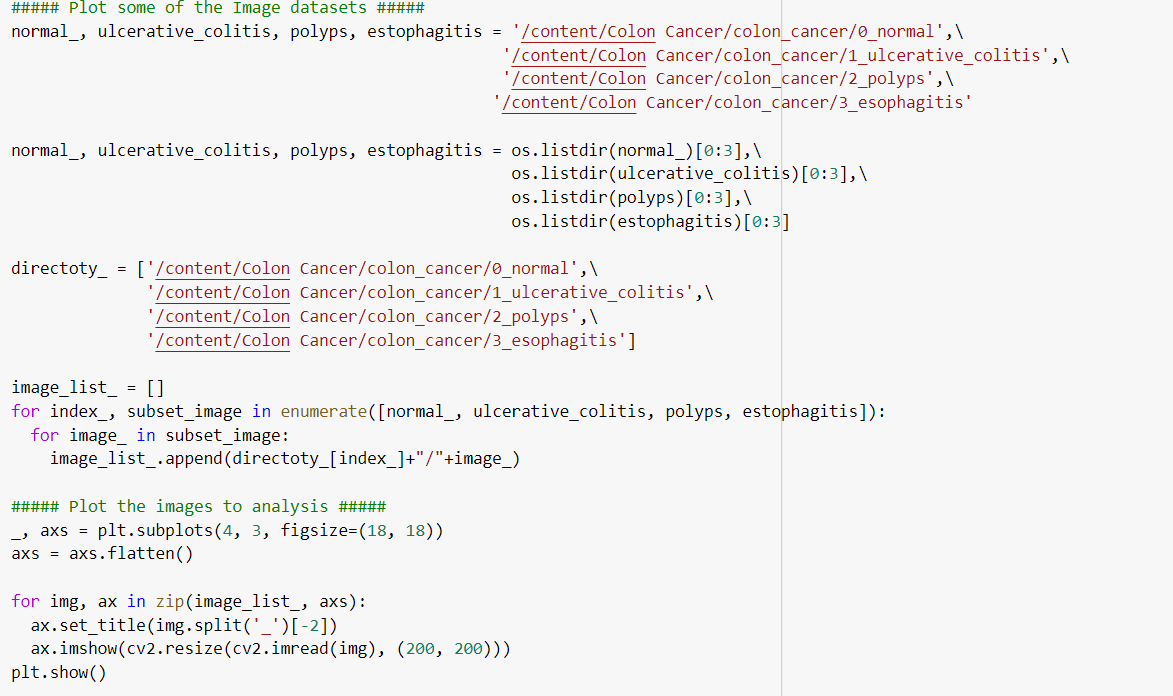 ##### Plot some of the Image datasets #####
normal_, ulcerative_colitis, polyps, estophagitis = '/content/Colon Cancer/colon_cancer/0_normal',\
'/content/Colon Cancer/colon_cancer/1_ulcerative_colitis',\
'/content/Colon Cancer/colon_cancer/2_polyps',\
'/content/Colon Cancer/colon_cancer/3_esophagitis'
normal_, ulcerative_colitis, polyps, estophagitis = os.listdir(normal_)[0:3],\
os.listdir(ulcerative_colitis)[0:3],\
os.listdir(polyps)[0:3],\
os.listdir(estophagitis)[0:3]
directoty_ = ['/content/Colon Cancer/colon_cancer/0_normal',\
'/content/Colon Cancer/colon_cancer/1_ulcerative_colitis',\
'/content/Colon Cancer/colon_cancer/2_polyps',\
'/content/Colon Cancer/colon_cancer/3_esophagitis']
image_list_ = []
for index_, subset_image in enumerate([normal_, ulcerative_colitis, polyps, estophagitis]):
for image_ in subset_image:
image_list_.append(directoty_[index_]+"/"+image_)
##### Plot the images to analysis #####
_, axs = plt.subplots(4, 3, figsize=(18, 18))
axs = axs.flatten()
for img, ax in zip(image_list_, axs):
ax.set_title(img.split('_')[-2])
ax.imshow(cv2.resize(cv2.imread(img), (200, 200)))
plt.show()